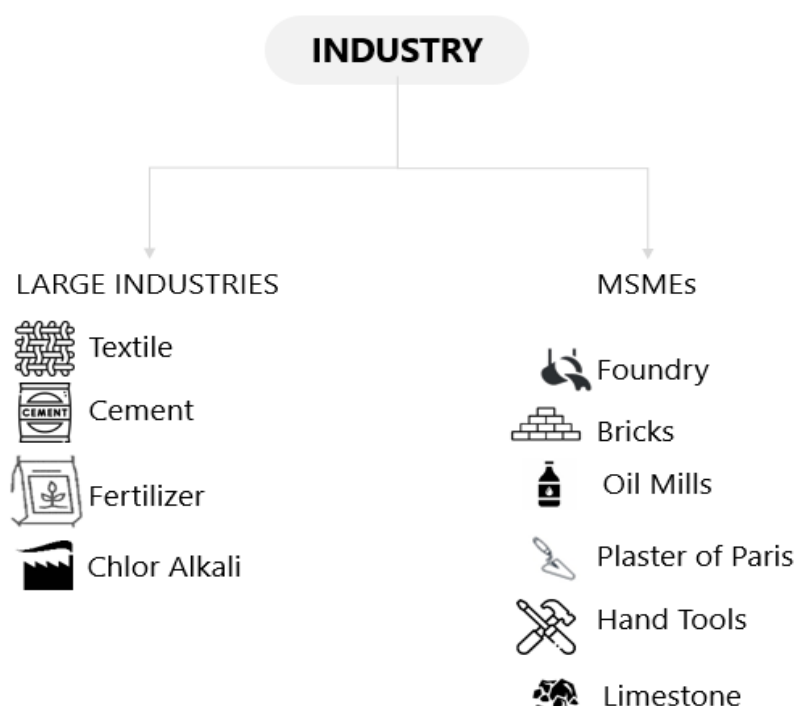 INDUSTRY
LARGE INDUSTRIES
Textile
CEMENT
Cement
Fertilizer
Chlor Alkali
MSMEs
Foundry
Bricks
Oil Mills
Plaster of Paris
Hand Tools
Limestone